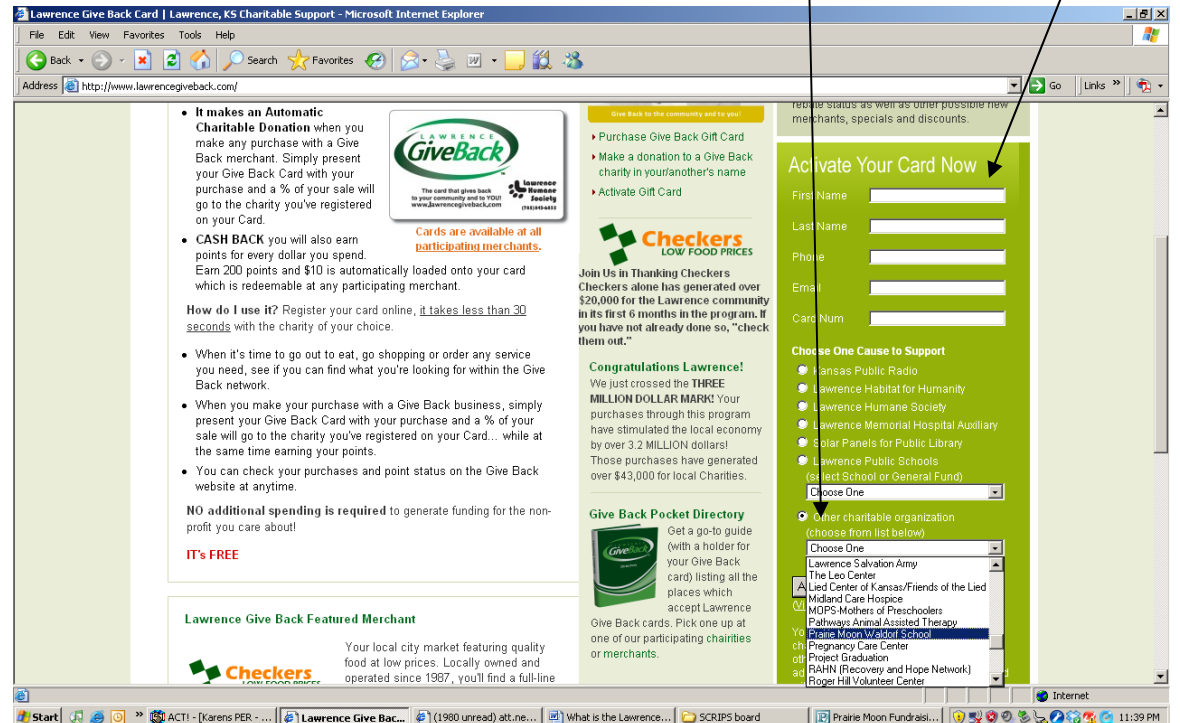 Lawrence Give Back Card | Lawrence, KS Charitable Support - Microsoft Internet Explorer
File Edit View Favorites Tools Help
Back Search Favorites
Address http://www.lawrencegiveback.com/ Go Links »
It makes an Automatic
Charitable Donation when you
make any purchase with a Give
Back merchant. Simply present
your Give Back Card with your
purchase and a % of your sale will
go to the charity you've registered
on your Card.
CASH BACK you will also earn
points for every dollar you spend.
Earn 200 points and $10 is automatically loaded onto your card
which is redeemable at any participating merchant.
LAWRENCE
GiveBack
The card that gives back
to your community and to YOU!
www.lawrencegiveback.com
Lawrence
Humane
Society
Cards are available at all
participating merchants.
How do I use it? Register your card online, it takes less than 30
seconds with the charity of your choice.
When it's time to go out to eat, go shopping or order any service
you need, see if you can find what you're looking for within the Give
Back network.
When you make your purchase with a Give Back business, simply
present your Give Back Card with your purchase and a % of your
sale will go to the charity you've registered on your Card... while at
the same time earning your points.
You can check your purchases and point status on the Give Back
website at anytime.
NO additional spending is required to generate funding for the non-
profit you care about!
IT's FREE
Lawrence Give Back Featured Merchant
Checkers
LOW FOOD PRICES
Your local city market featuring quality
food at low prices. Locally owned and
operated since 1987, you'll find a full-line
Give Back to the community and to you!
Purchase Give Back Gift Card
Make a donation to a Give Back
charity in your/another's name
Activate Gift Card
Checkers
LOW FOOD PRICES
Join Us in Thanking Checkers
Checkers alone has generated over
$20,000 for the Lawrence community
in its first 6 months in the program. If
you have not already done so, "check
them out."
Congratulations Lawrence!
We just crossed the THREE
MILLION DOLLAR MARK! Your
purchases through this program
have stimulated the local economy
by over 3.2 MILLION dollars!
Those purchases have generated
over $43,000 for local Charities.
Give Back Pocket Directory
GiveBack
Get a go-to guide
(with a holder for
your Give Back
card) listing all the
places which
accept Lawrence
Give Back cards. Pick one up at
one of our participating chairities
or merchants.
rebate status as well as other possible new
merchants, specials and discounts.
Activate Your Card Now
First Name
Last Name
Phone
Email
Card Num
Choose One Cause to Support
Kansas Public Radio
Lawrence Habitat for Humanity
Lawrence Humane Society
Lawrence Memorial Hospital Auxiliary
Solar Panels for Public Library
Lawrence Public Schools
(select School or General Fund)
Choose One
Other charitable organization
(choose from list below)
Choose One
Lawrence Salvation Army
The Leo Center
Lied Center of Kansas/Friends of the Lied
Midland Care Hospice
MOPS-Mothers of Preschoolers
Pathways Animal Assisted Therapy
Prairie Moon Waldorf School
Pregnancy Care Center
Project Graduation
RAHN (Recovery and Hope Network)
Roger Hill Volunteer Center
Internet
Start » ACT! - [Karens PER - ... Lawrence Give Bac... (1980 unread) att.ne... What is the Lawrence... SCRIPS board Prairie Moon Fundraisi... 11:39 PM